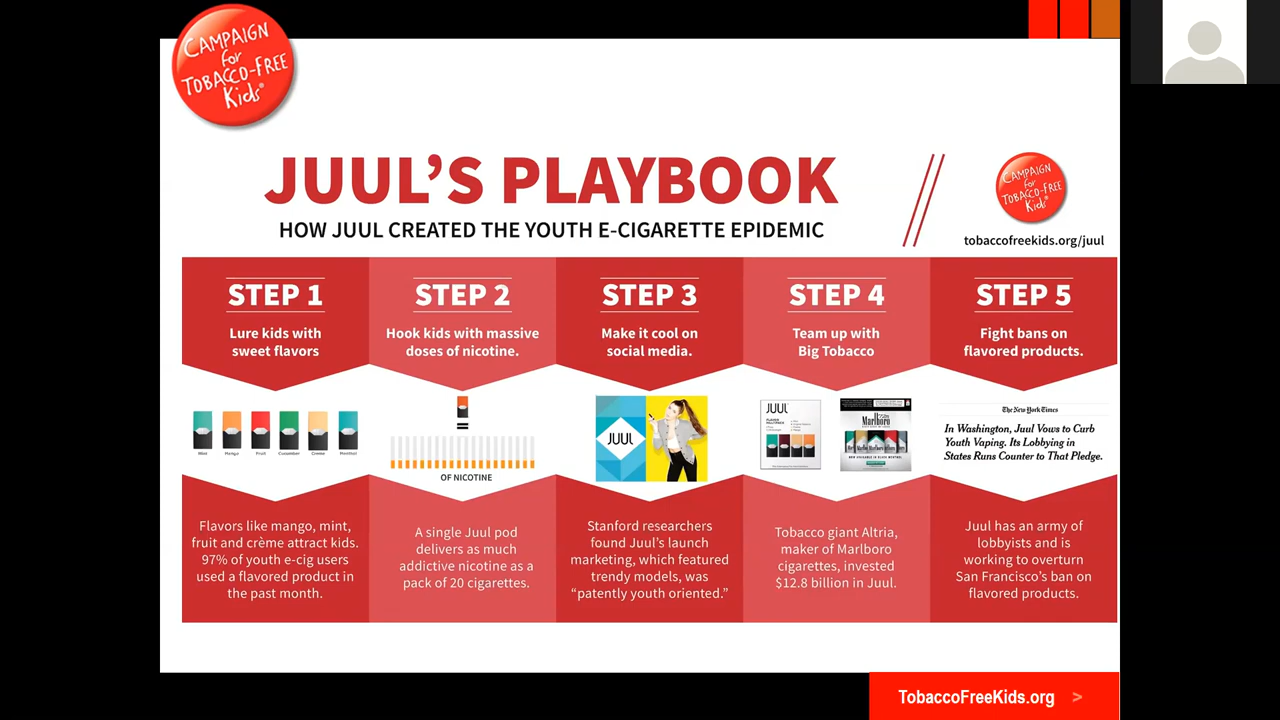 CAMPAIGN
for
TOBACCO-FREE
Kids®
JUUL'S PLAYBOOK
HOW JUUL CREATED THE YOUTH E-CIGARETTE EPIDEMIC
CAMPAIGN
for
TOBACCO-FREE
Kids®
tobaccofreekids.org/juul
STEP 1
Lure kids with
sweet flavors
Mint Mango Fruit Cucumber Creme Menthol
Flavors like mango, mint,
fruit and crème attract kids.
97% of youth e-cig users
used a flavored product in
the past month.
STEP 2
Hook kids with massive
doses of nicotine.
=
OF NICOTINE
A single Juul pod
delivers as much
addictive nicotine as a
pack of 20 cigarettes.
STEP 3
Make it cool on
social media.
JUUL
Stanford researchers
found Juul's launch
marketing, which featured
trendy models, was
“patently youth oriented.”
STEP 4
Team up with
Big Tobacco
JUUL
Marlboro
Tobacco giant Altria,
maker of Marlboro
cigarettes, invested
$12.8 billion in Juul.
STEP 5
Fight bans on
flavored products.
The New York Times
In Washington, Juul Vows to Curb
Youth Vaping. Its Lobbying in
States Runs Counter to That Pledge.
Juul has an army of
lobbyists and is
working to overturn
San Francisco's ban on
flavored products.
TobaccoFreeKids.org >